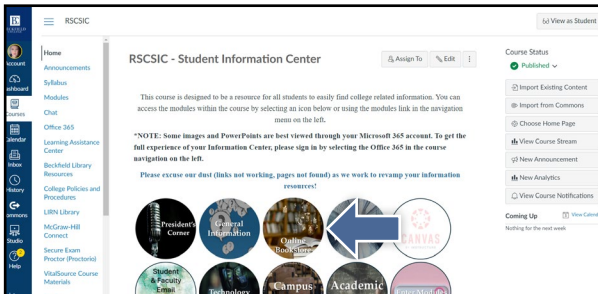 RSCSIC
View as Student
Account
Dashboard
Courses
Calendar
Inbox
History
Commons
Studio
Help
Home
Announcements
Syllabus
Modules
Chat
Office 365
Learning Assistance
Center
Beckfield Library
Resources
College Policies and
Procedures
LIRN Library
McGraw-Hill
Connect
Secure Exam
Proctor (Proctorio)
VitalSource Course
Materials
RSCSIC - Student Information Center
Assign To
Edit
This course is designed to be a resource for all students to easily find college related information. You can
access the modules within the course by selecting an icon below or using the modules link in the navigation
menu on the left.
*NOTE: Some images and PowerPoints are best viewed through your Microsoft 365 account. To get the
full experience of your Information Center, please sign in by selecting the Office 365 in the course
navigation on the left.
Please excuse our dust (links not working, pages not found) as we work to revamp your information
resources!
President's
Corner
General
Information
Online
Bookstore
CANVAS
Student
& Faculty
Email
Technology
Campus
Academic
Enter Modules
Course Status
Published
Import Existing Content
Import from Commons
Choose Home Page
View Course Stream
New Announcement
New Analytics
View Course Notifications
Coming Up
View Calend
Nothing for the next week